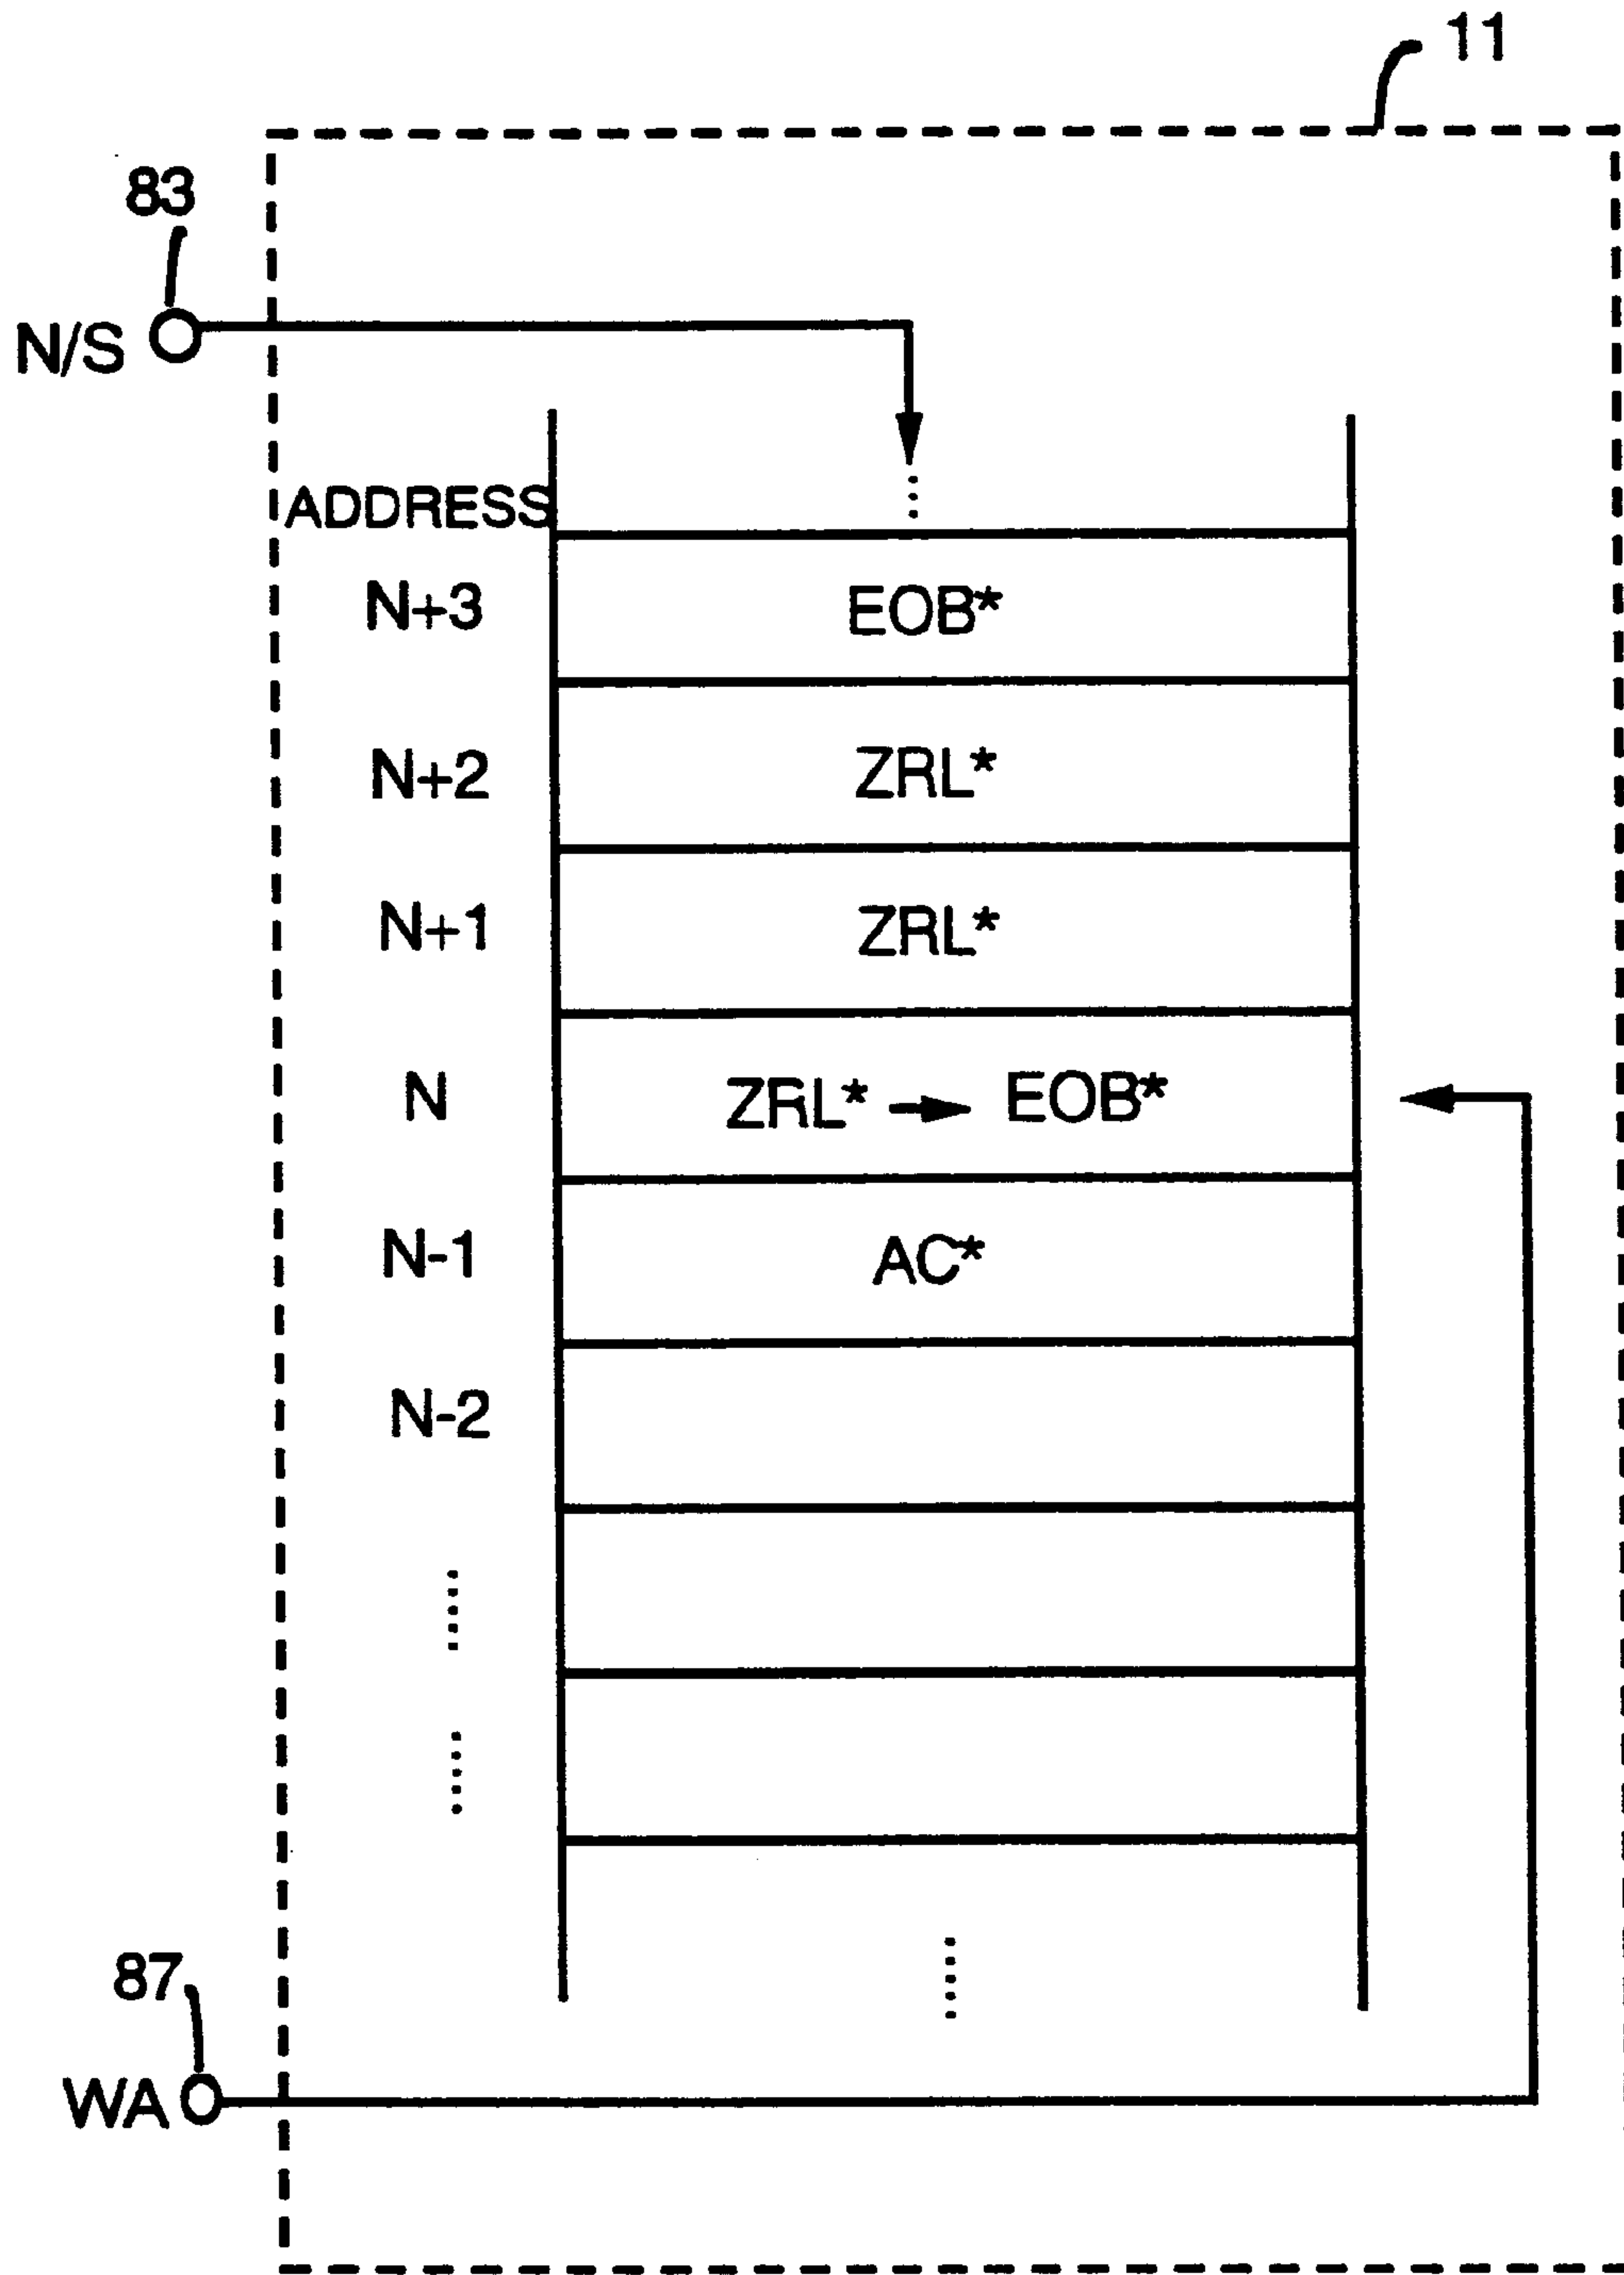 11
83
N/S
ADDRESS
N+3 EOB*
N+2 ZRL*
N+1 ZRL*
N ZRL* → EOB*
N-1 AC*
N-2
87
WA